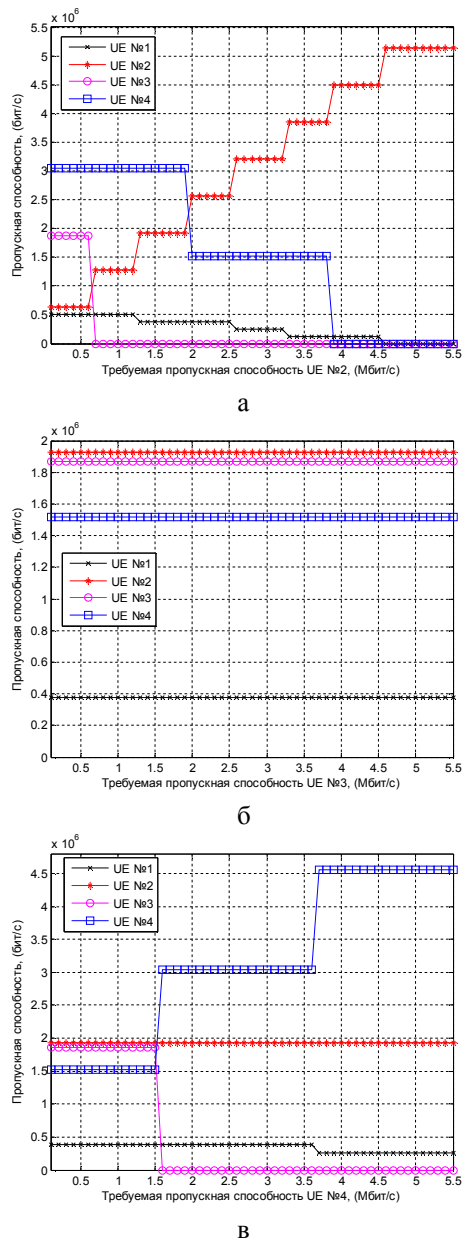 x 10^6
5.5
5
4.5
4
3.5
3
2.5
2
1.5
1
0.5
0
Пропускная способность, (бит/с)
UE №1
UE №2
UE №3
UE №4
0.5 1 1.5 2 2.5 3 3.5 4 4.5 5 5.5
Требуемая пропускная способность UE №2, (Мбит/с)
а
x 10^6
2
1.8
1.6
1.4
1.2
1
0.8
0.6
0.4
0.2
0
Пропускная способность, (бит/с)
UE №1
UE №2
UE №3
UE №4
0.5 1 1.5 2 2.5 3 3.5 4 4.5 5 5.5
Требуемая пропускная способность UE №3, (Мбит/с)
б
x 10^6
4.5
4
3.5
3
2.5
2
1.5
1
0.5
0
Пропускная способность, (бит/с)
UE №1
UE №2
UE №3
UE №4
0.5 1 1.5 2 2.5 3 3.5 4 4.5 5 5.5
Требуемая пропускная способность UE №4, (Мбит/с)
в